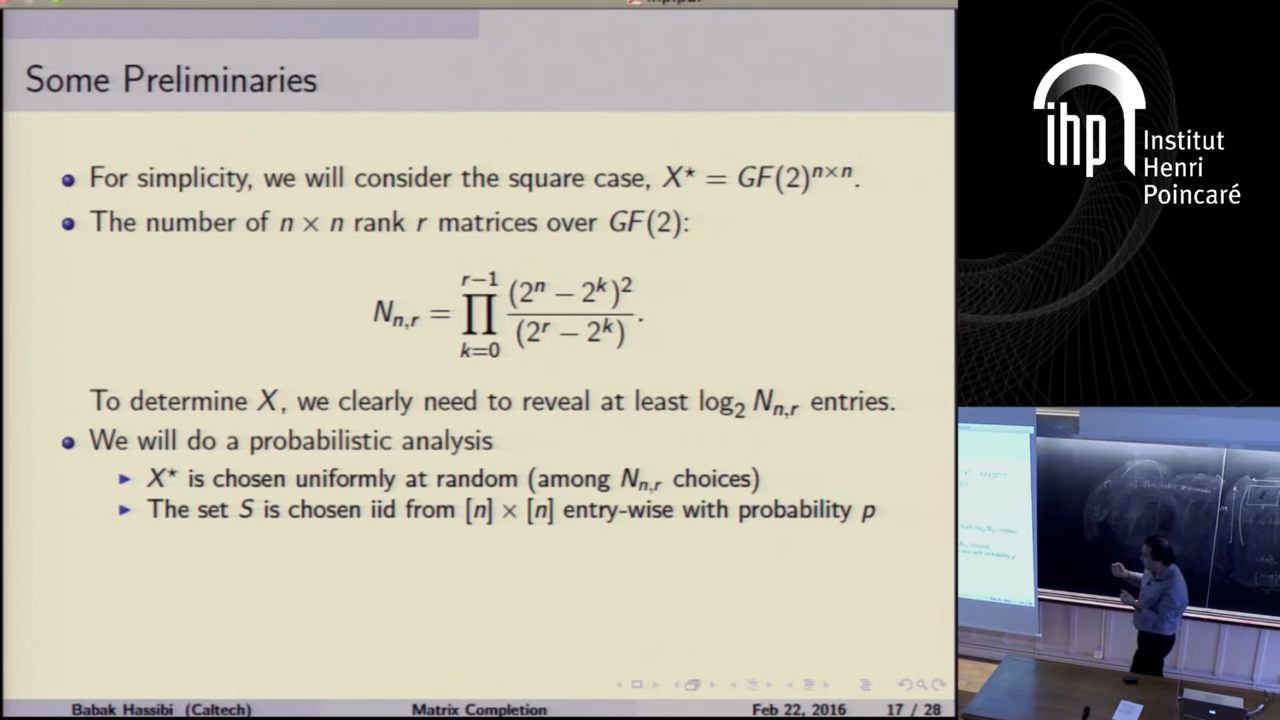 Some Preliminaries
For simplicity, we will consider the square case, X⋆ = GF(2)^{n×n}.
The number of n × n rank r matrices over GF(2):
N_{n,r} = ∏_{k=0}^{r−1} (2^n − 2^k)^2 / (2^r − 2^k).
To determine X, we clearly need to reveal at least log_2 N_{n,r} entries.
We will do a probabilistic analysis
X⋆ is chosen uniformly at random (among N_{n,r} choices)
The set S is chosen iid from [n] × [n] entry-wise with probability p
Babak Hassibi (Caltech) Matrix Completion Feb 22, 2016 17 / 28
ihp
Institut
Henri
Poincaré